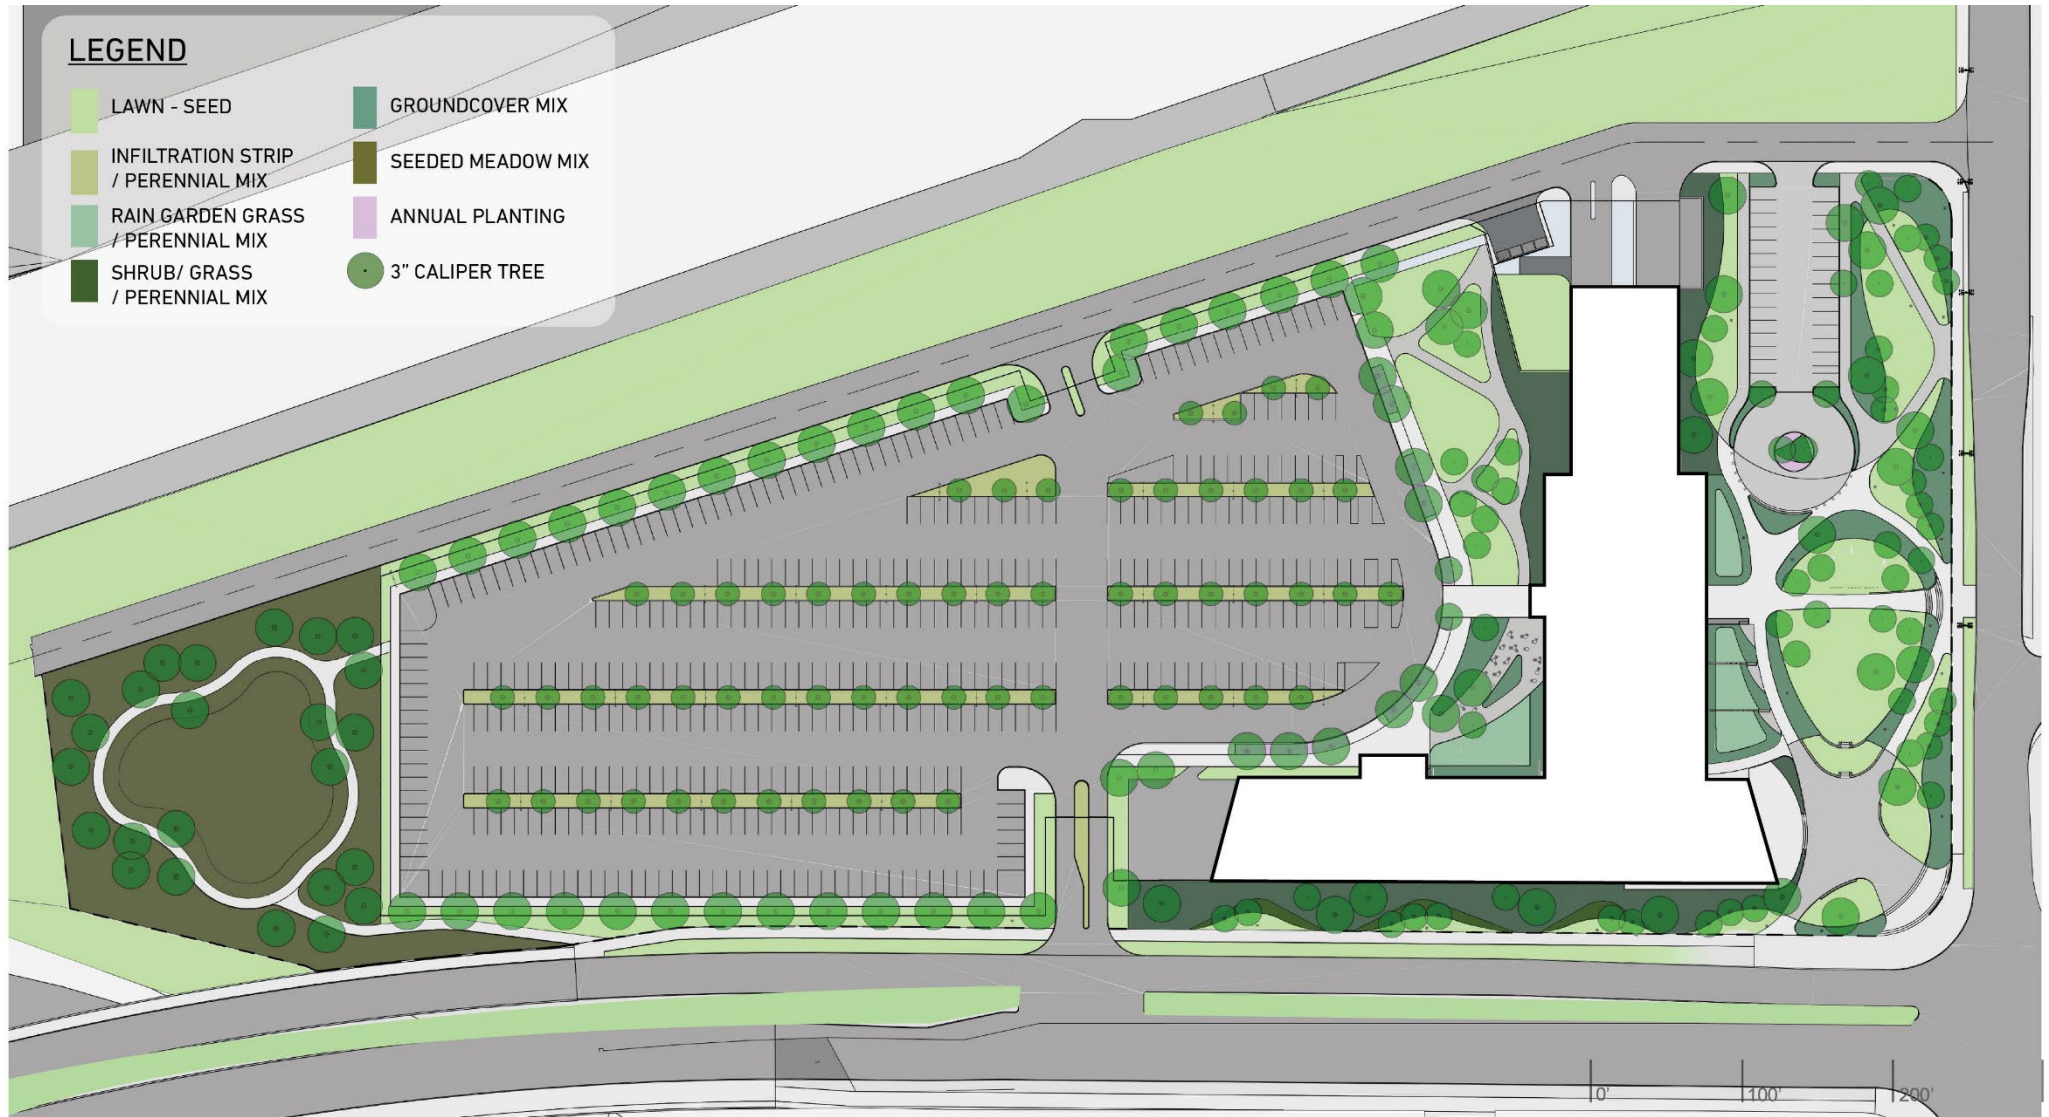 LEGEND
LAWN - SEED
INFILTRATION STRIP
/ PERENNIAL MIX
RAIN GARDEN GRASS
/ PERENNIAL MIX
SHRUB/ GRASS
/ PERENNIAL MIX
GROUNDCOVER MIX
SEEDED MEADOW MIX
ANNUAL PLANTING
3” CALIPER TREE
0' 100' 200'